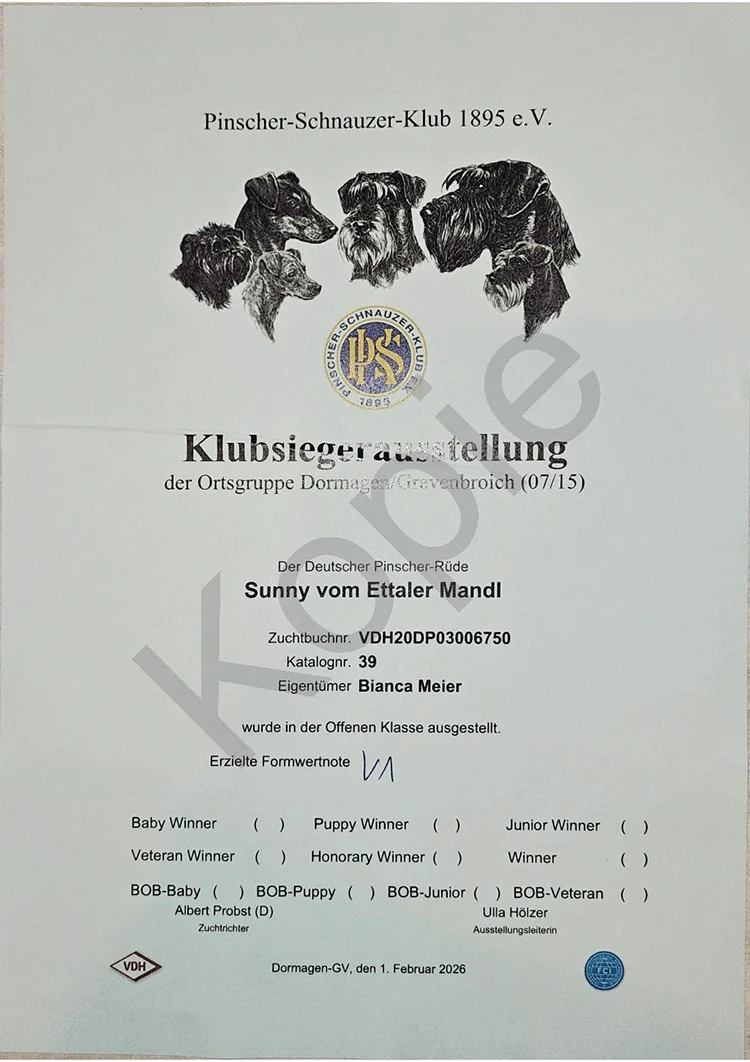 Pinscher-Schnauzer-Klub 1895 e.V.
PINSCHER-SCHNAUZER-KLUB E.V.
PSK
1895
Klubsiegerausstellung
der Ortsgruppe Dormagen/Grevenbroich (07/15)
Kopie
Der Deutscher Pinscher-Rüde
Sunny vom Ettaler Mandl
Zuchtbuchnr. VDH20DP03006750
Katalognr. 39
Eigentümer Bianca Meier
wurde in der Offenen Klasse ausgestellt.
Erzielte Formwertnote V1
Baby Winner ( ) Puppy Winner ( ) Junior Winner ( )
Veteran Winner ( ) Honorary Winner ( ) Winner ( )
BOB-Baby ( ) BOB-Puppy ( ) BOB-Junior ( ) BOB-Veteran ( )
Albert Probst (D) Ulla Hölzer
Zuchtrichter Ausstellungsleiterin
VDH Dormagen-GV, den 1. Februar 2026 FCI